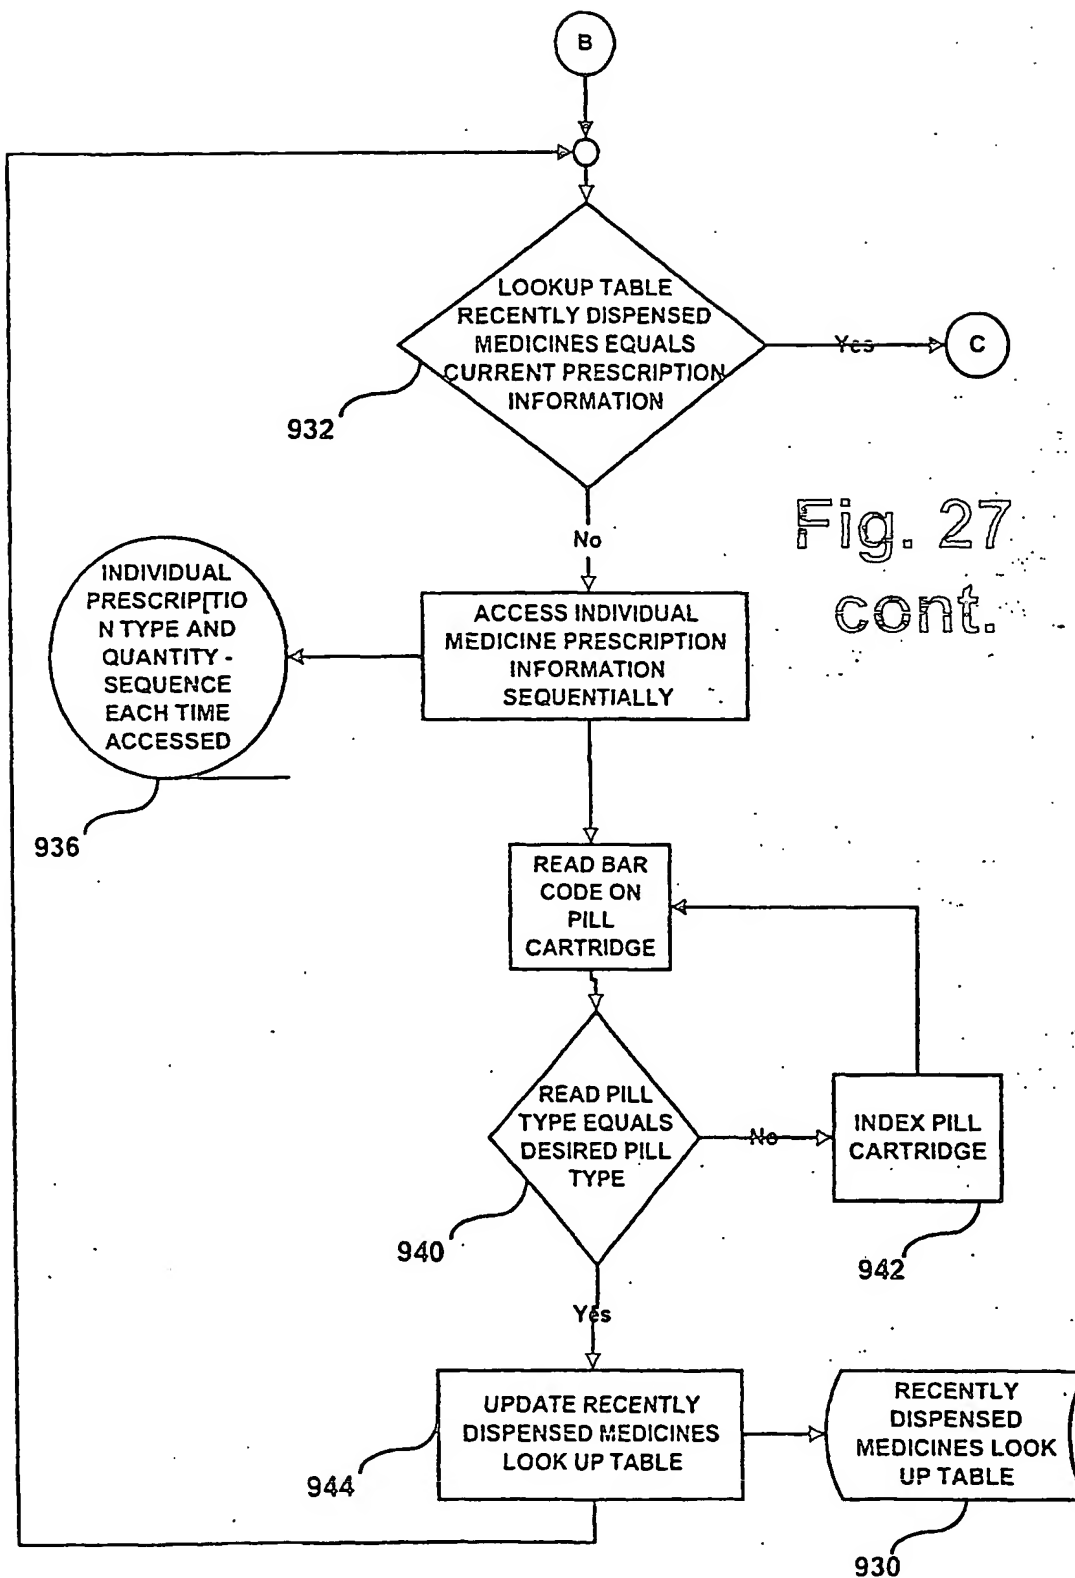 B
LOOKUP TABLE
RECENTLY DISPENSED
MEDICINES EQUALS
CURRENT PRESCRIPTION
INFORMATION
Yes
C
932
Fig. 27
cont.
No
INDIVIDUAL
PRESCRIP[TIO
N TYPE AND
QUANTITY -
SEQUENCE
EACH TIME
ACCESSED
ACCESS INDIVIDUAL
MEDICINE PRESCRIPTION
INFORMATION
SEQUENTIALLY
936
READ BAR
CODE ON
PILL
CARTRIDGE
READ PILL
TYPE EQUALS
DESIRED PILL
TYPE
No
INDEX PILL
CARTRIDGE
940
942
Yes
UPDATE RECENTLY
DISPENSED MEDICINES
LOOK UP TABLE
RECENTLY
DISPENSED
MEDICINES LOOK
UP TABLE
944
930